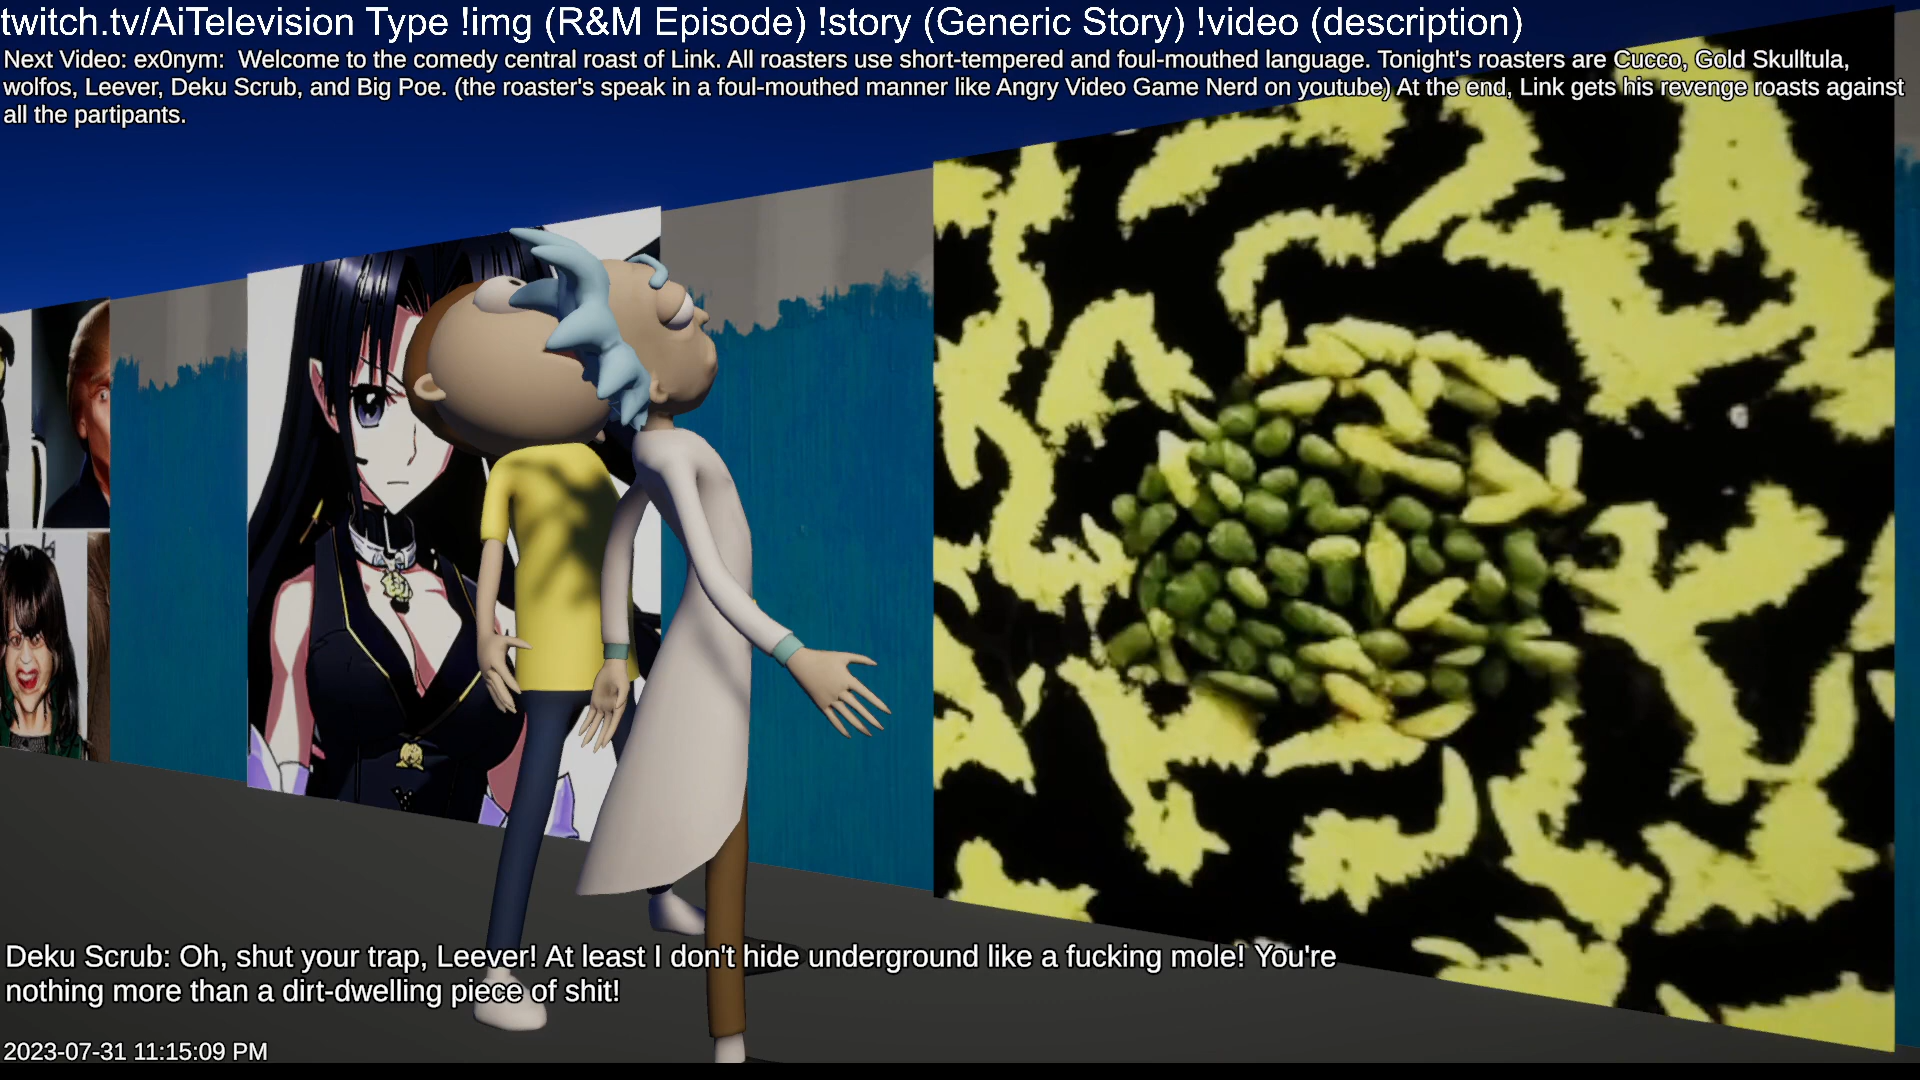 twitch.tv/AiTelevision Type !img (R&M Episode) !story (Generic Story) !video (description)
Next Video: ex0nym:  Welcome to the comedy central roast of Link. All roasters use short-tempered and foul-mouthed language. Tonight's roasters are Cucco, Gold Skulltula,
wolfos, Leever, Deku Scrub, and Big Poe. (the roaster's speak in a foul-mouthed manner like Angry Video Game Nerd on youtube) At the end, Link gets his revenge roasts against
all the partipants.
Deku Scrub: Oh, shut your trap, Leever! At least I don't hide underground like a fucking mole! You're
nothing more than a dirt-dwelling piece of shit!
2023-07-31 11:15:09 PM